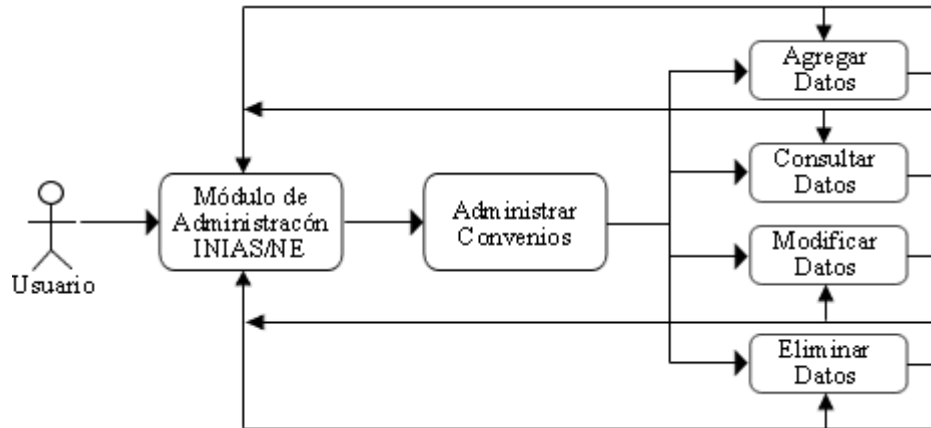 Usuario
Módulo de
Administracón
INIAS/NE
Administrar
Convenios
Agregar
Datos
Consultar
Datos
Modificar
Datos
Eliminar
Datos